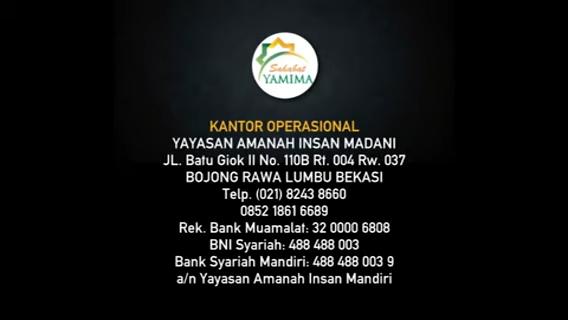 Sahabat
YAMIMA
KANTOR OPERASIONAL
YAYASAN AMANAH INSAN MADANI
JL. Batu Giok II No. 110B Rt. 004 Rw. 037
BOJONG RAWA LUMBU BEKASI
Telp. (021) 8243 8660
0852 1861 6689
Rek. Bank Muamalat: 32 0000 6808
BNI Syariah: 488 488 003
Bank Syariah Mandiri: 488 488 003 9
a/n Yayasan Amanah Insan Mandiri